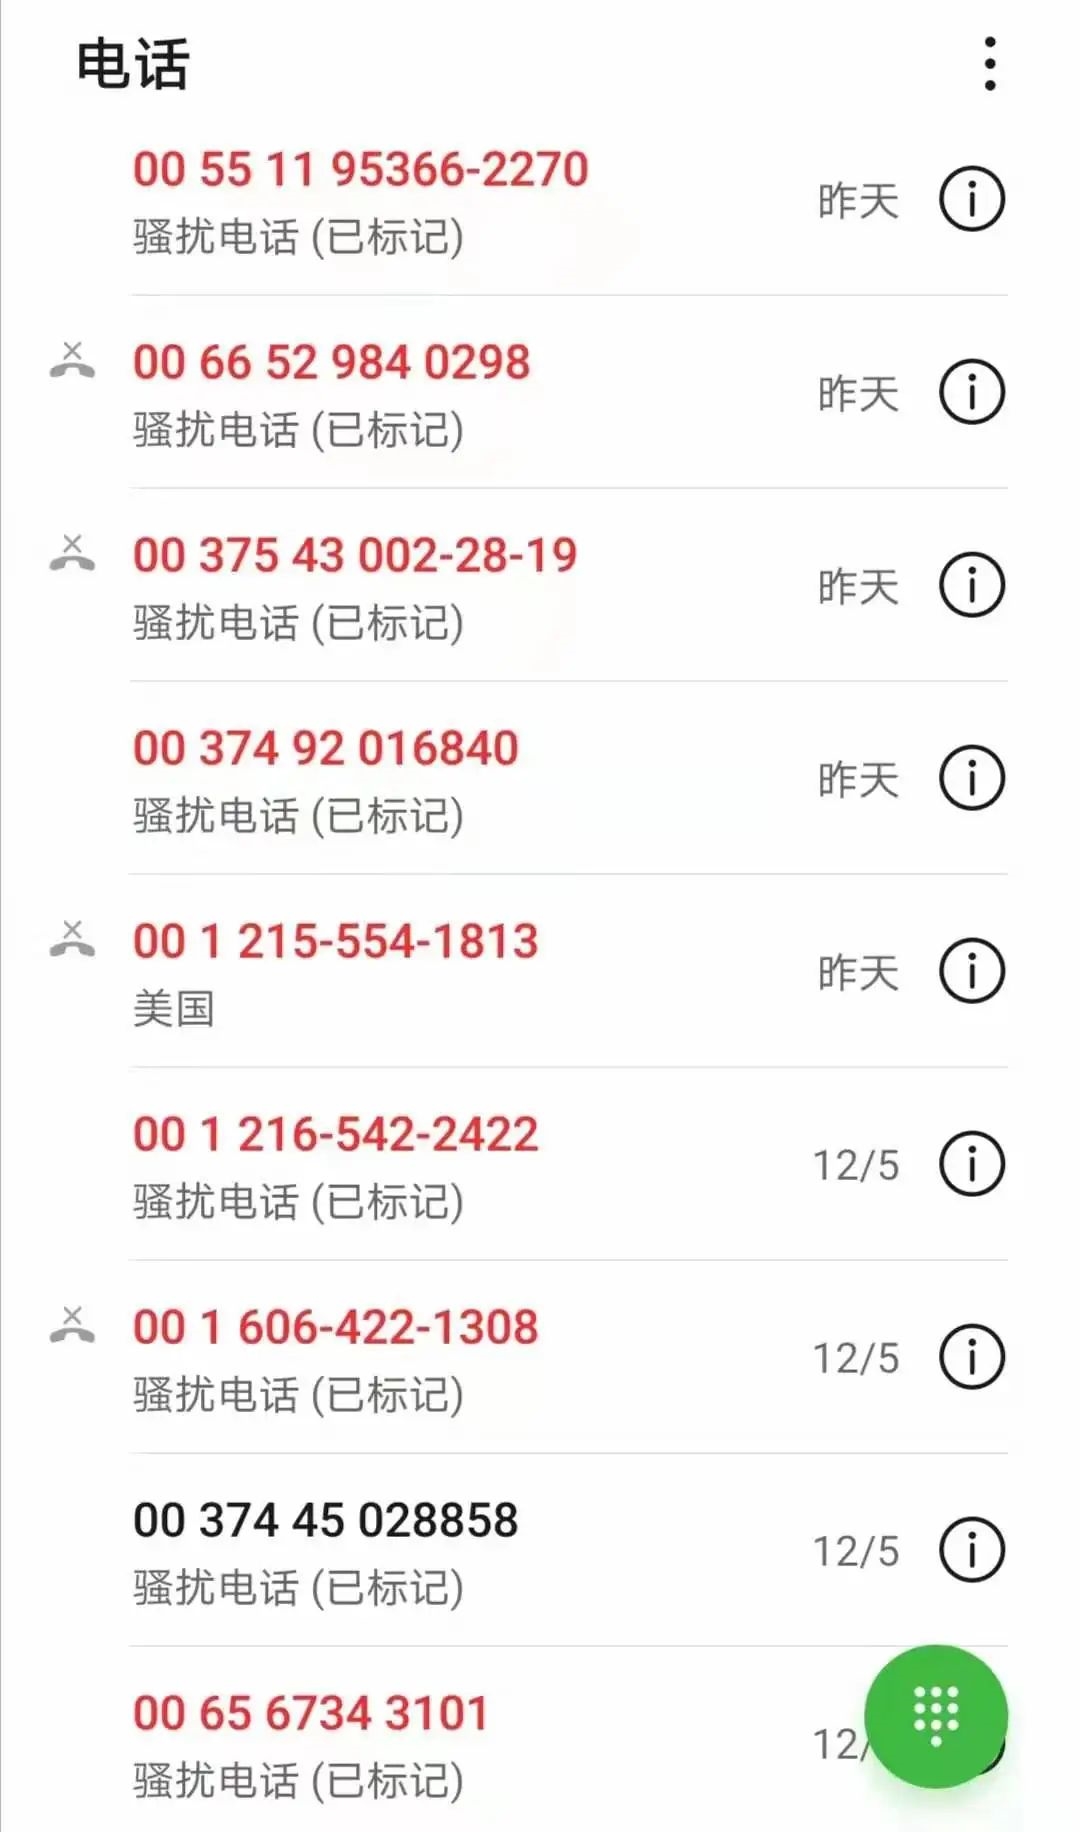 电话
00 55 11 95366-2270
骚扰电话 (已标记)
昨天
00 66 52 984 0298
骚扰电话 (已标记)
昨天
00 375 43 002-28-19
骚扰电话 (已标记)
昨天
00 374 92 016840
骚扰电话 (已标记)
昨天
00 1 215-554-1813
美国
昨天
00 1 216-542-2422
骚扰电话 (已标记)
12/5
00 1 606-422-1308
骚扰电话 (已标记)
12/5
00 374 45 028858
骚扰电话 (已标记)
12/5
00 65 6734 3101
骚扰电话 (已标记)
12/